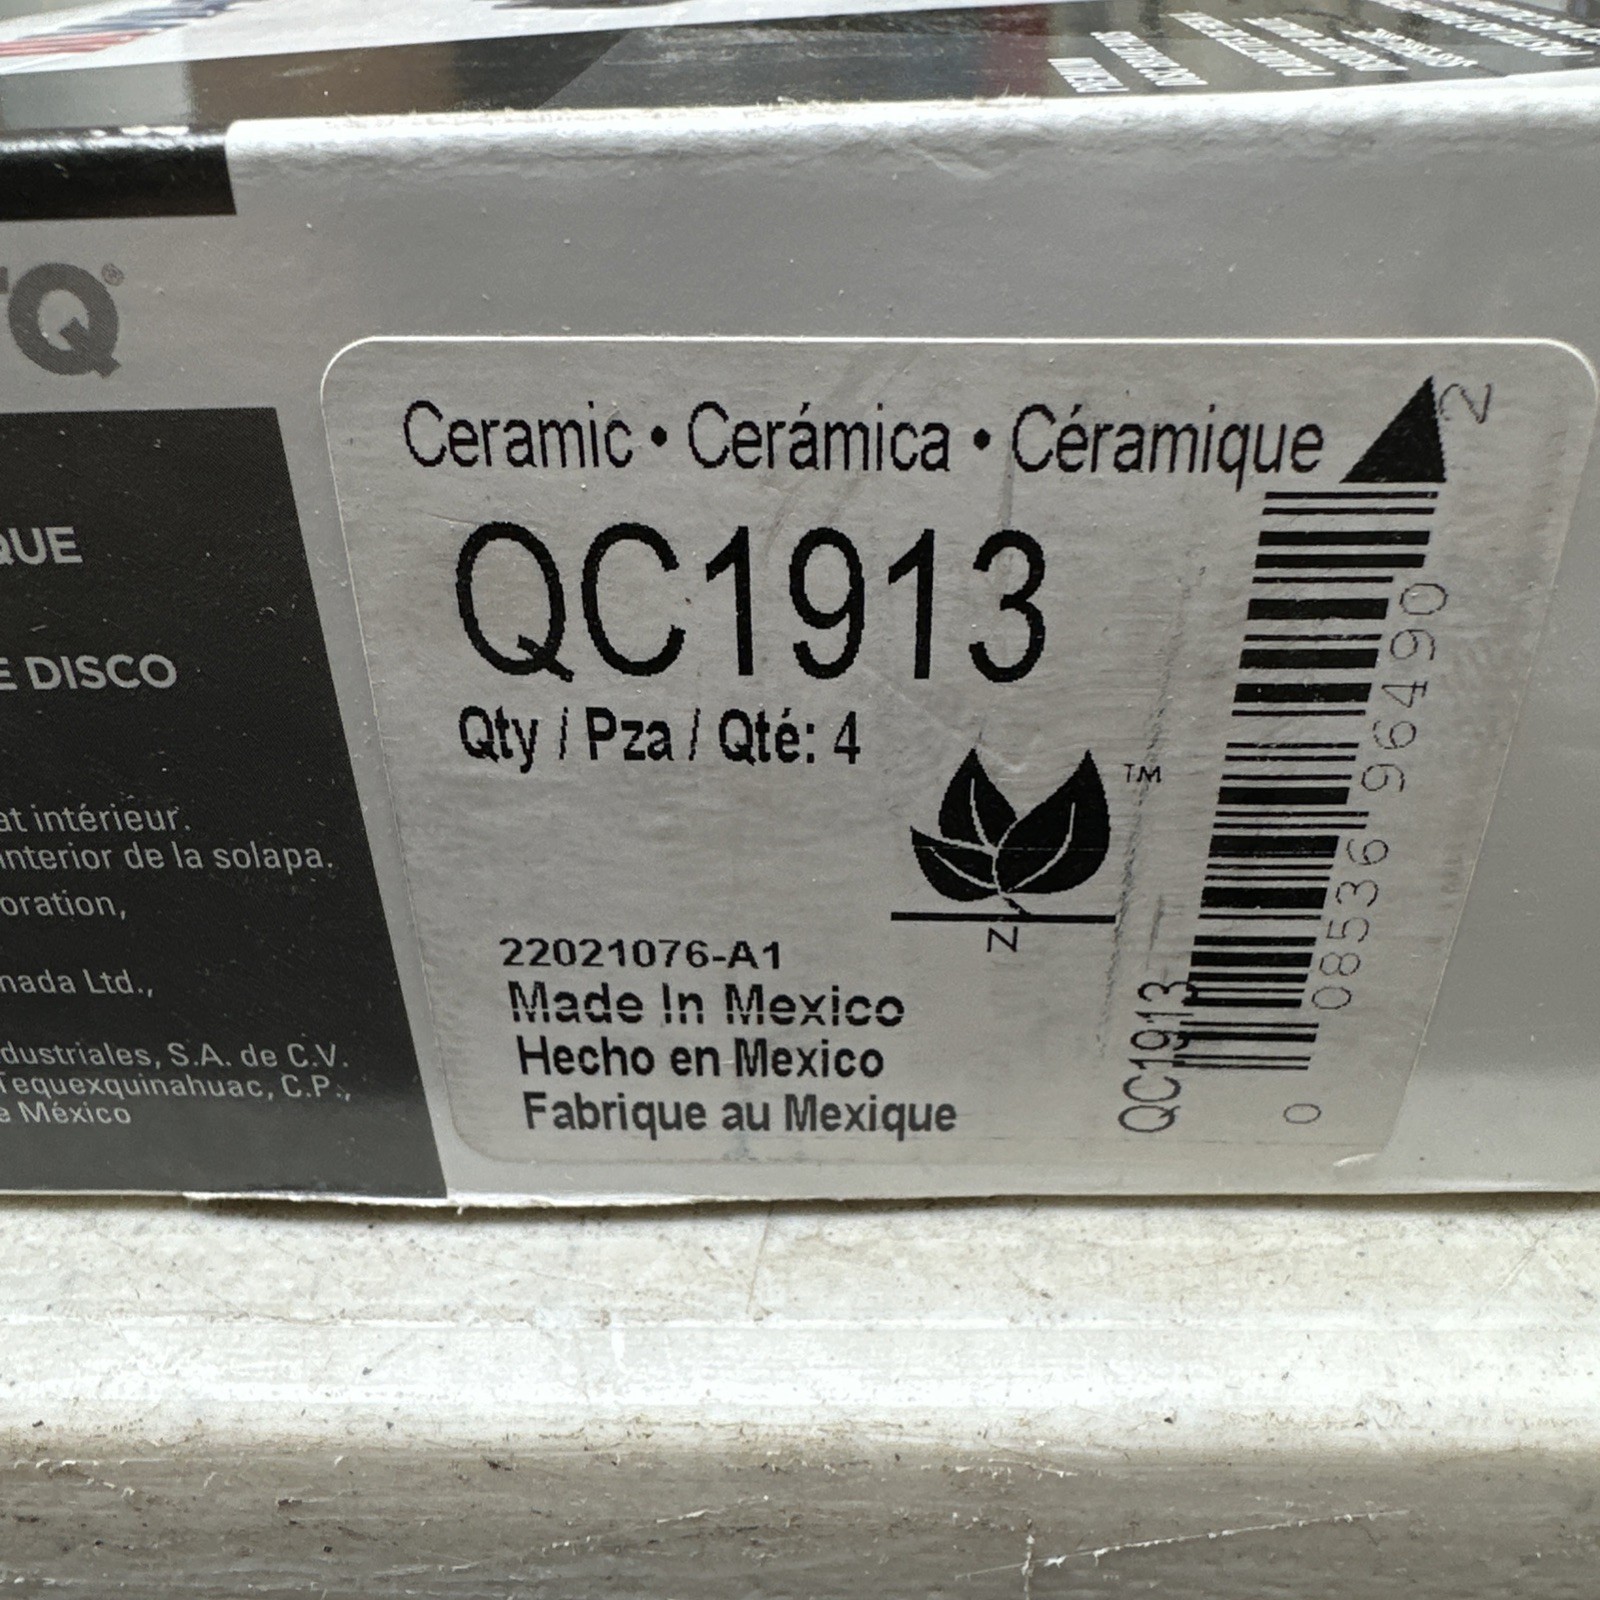 PREMIUM
Q®
QUE
E DISCO
at intérieur.
interior de la solapa.
oration,
nada Ltd.,
dustriales, S.A. de C.V.
Tequexquinahuac, C.P.,
e México
Ceramic • Cerámica • Céramique
QC1913
Qty / Pza / Qté: 4
TM
N
22021076-A1
Made In Mexico
Hecho en Mexico
Fabrique au Mexique
QC1913
0 08536 96490 2